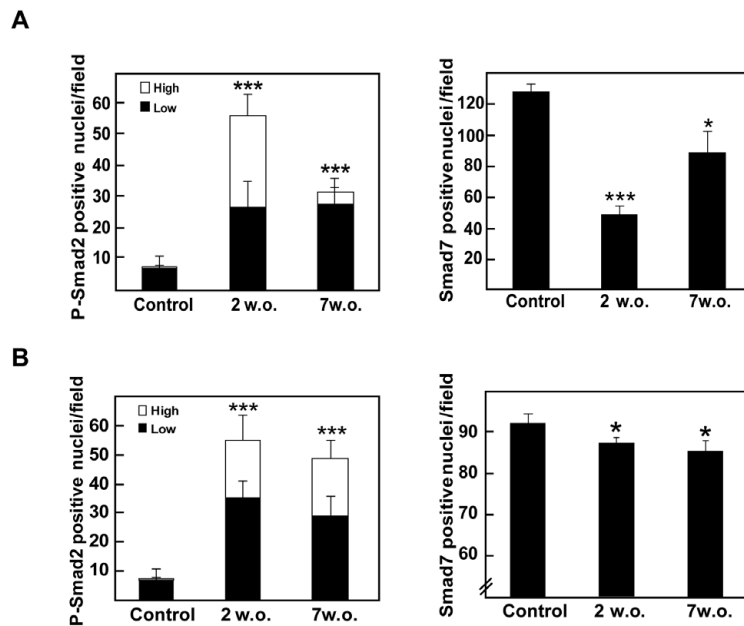 A
P-Smad2 positive nuclei/field
60
50
40
30
20
10
High
Low
***
***
Control
2 w.o.
7w.o.
Smad7 positive nuclei/field
120
100
80
60
40
20
***
*
Control
2 w.o.
7w.o.
B
P-Smad2 positive nuclei/field
60
50
40
30
20
10
High
Low
***
***
Control
2 w.o.
7w.o.
Smad7 positive nuclei/field
90
80
70
60
*
*
Control
2 w.o.
7w.o.